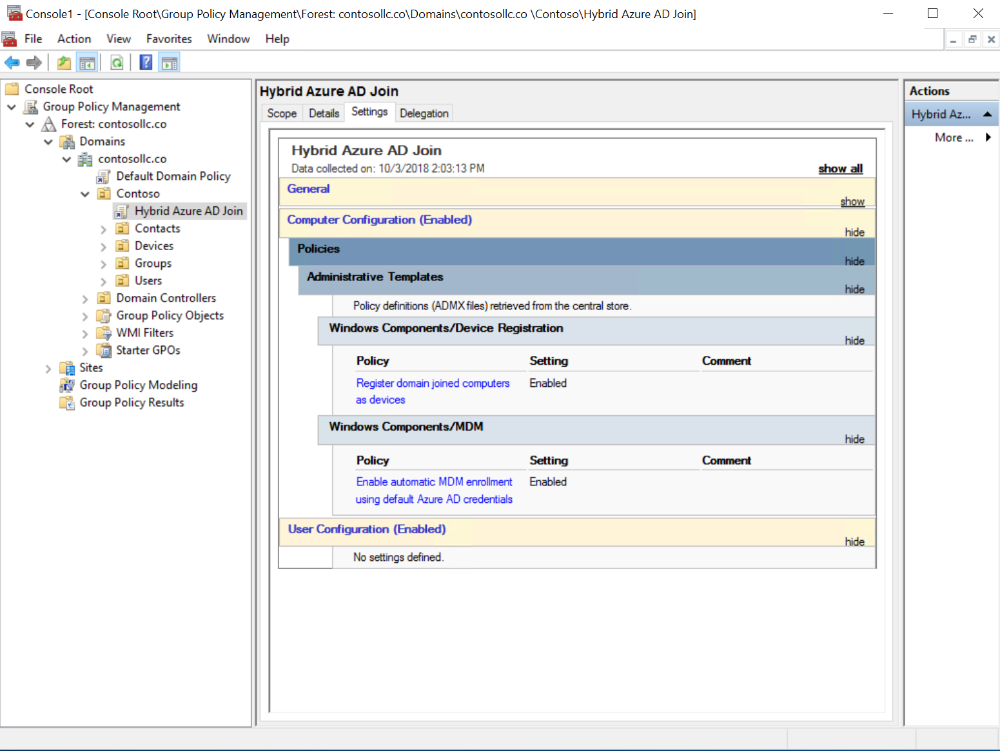 Console1 - [Console Root\Group Policy Management\Forest: contosollc.co\Domains\contosollc.co \Contoso\Hybrid Azure AD Join]
File Action View Favorites Window Help
Console Root
Group Policy Management
Forest: contosollc.co
Domains
contosollc.co
Default Domain Policy
Contoso
Hybrid Azure AD Join
Contacts
Devices
Groups
Users
Domain Controllers
Group Policy Objects
WMI Filters
Starter GPOs
Sites
Group Policy Modeling
Group Policy Results
Hybrid Azure AD Join
Scope Details Settings Delegation
Hybrid Azure AD Join
Data collected on: 10/3/2018 2:03:13 PM
show all
General
show
Computer Configuration (Enabled)
hide
Policies
hide
Administrative Templates
hide
Policy definitions (ADMX files) retrieved from the central store.
Windows Components/Device Registration
hide
Policy Setting Comment
Register domain joined computers Enabled
as devices
Windows Components/MDM
hide
Policy Setting Comment
Enable automatic MDM enrollment Enabled
using default Azure AD credentials
User Configuration (Enabled)
hide
No settings defined.
Actions
Hybrid Az...
More ...